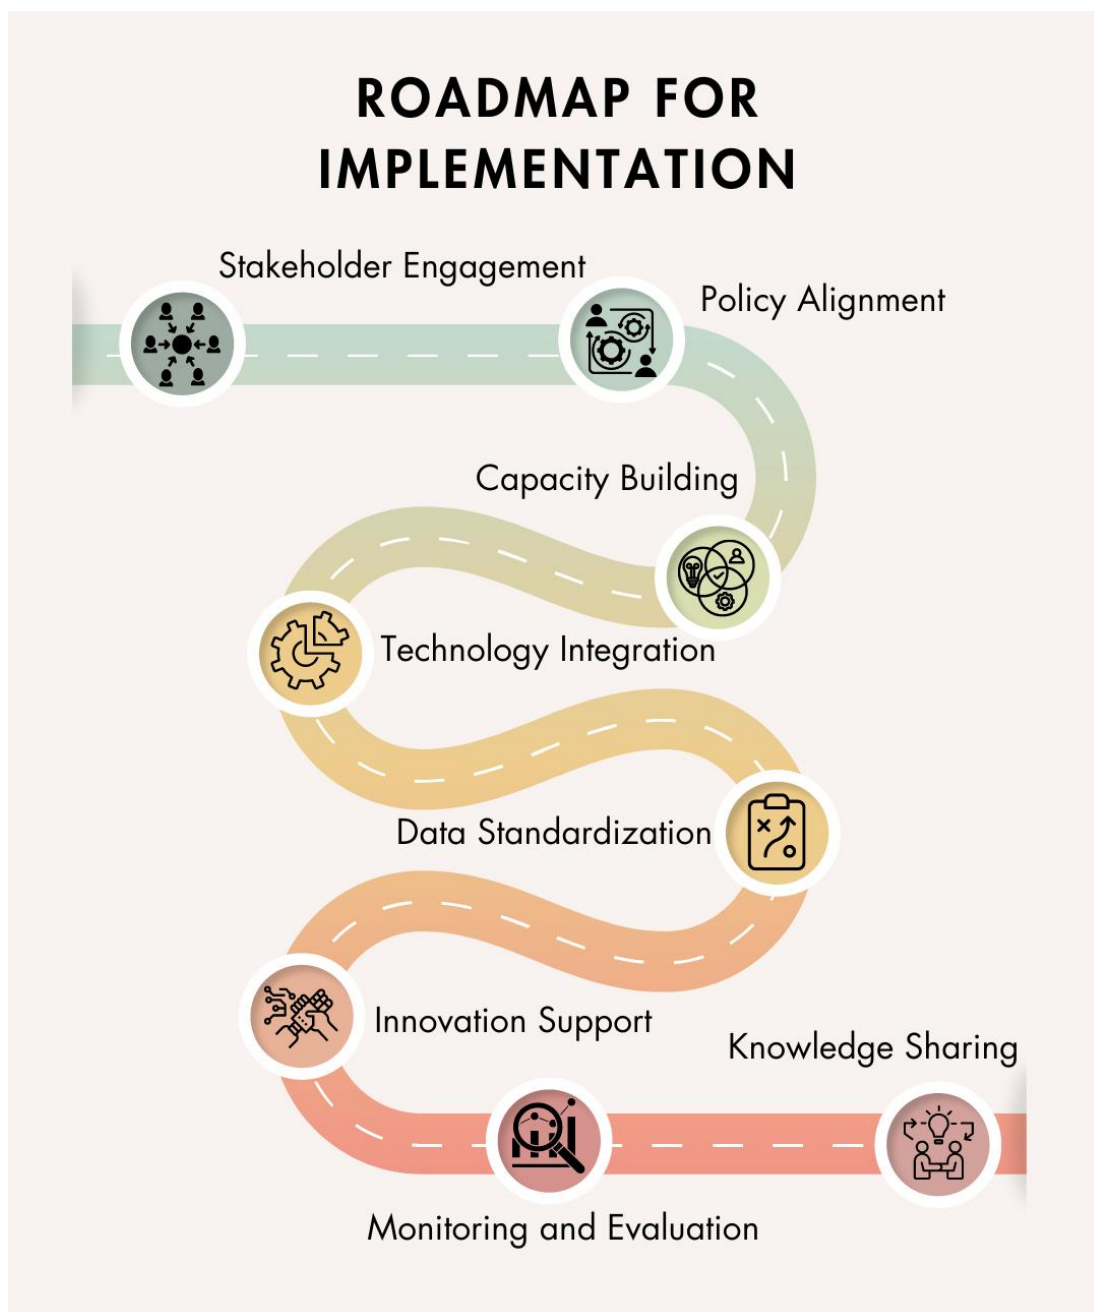 ROADMAP FOR
IMPLEMENTATION
Stakeholder Engagement
Policy Alignment
Capacity Building
Technology Integration
Data Standardization
Innovation Support
Knowledge Sharing
Monitoring and Evaluation